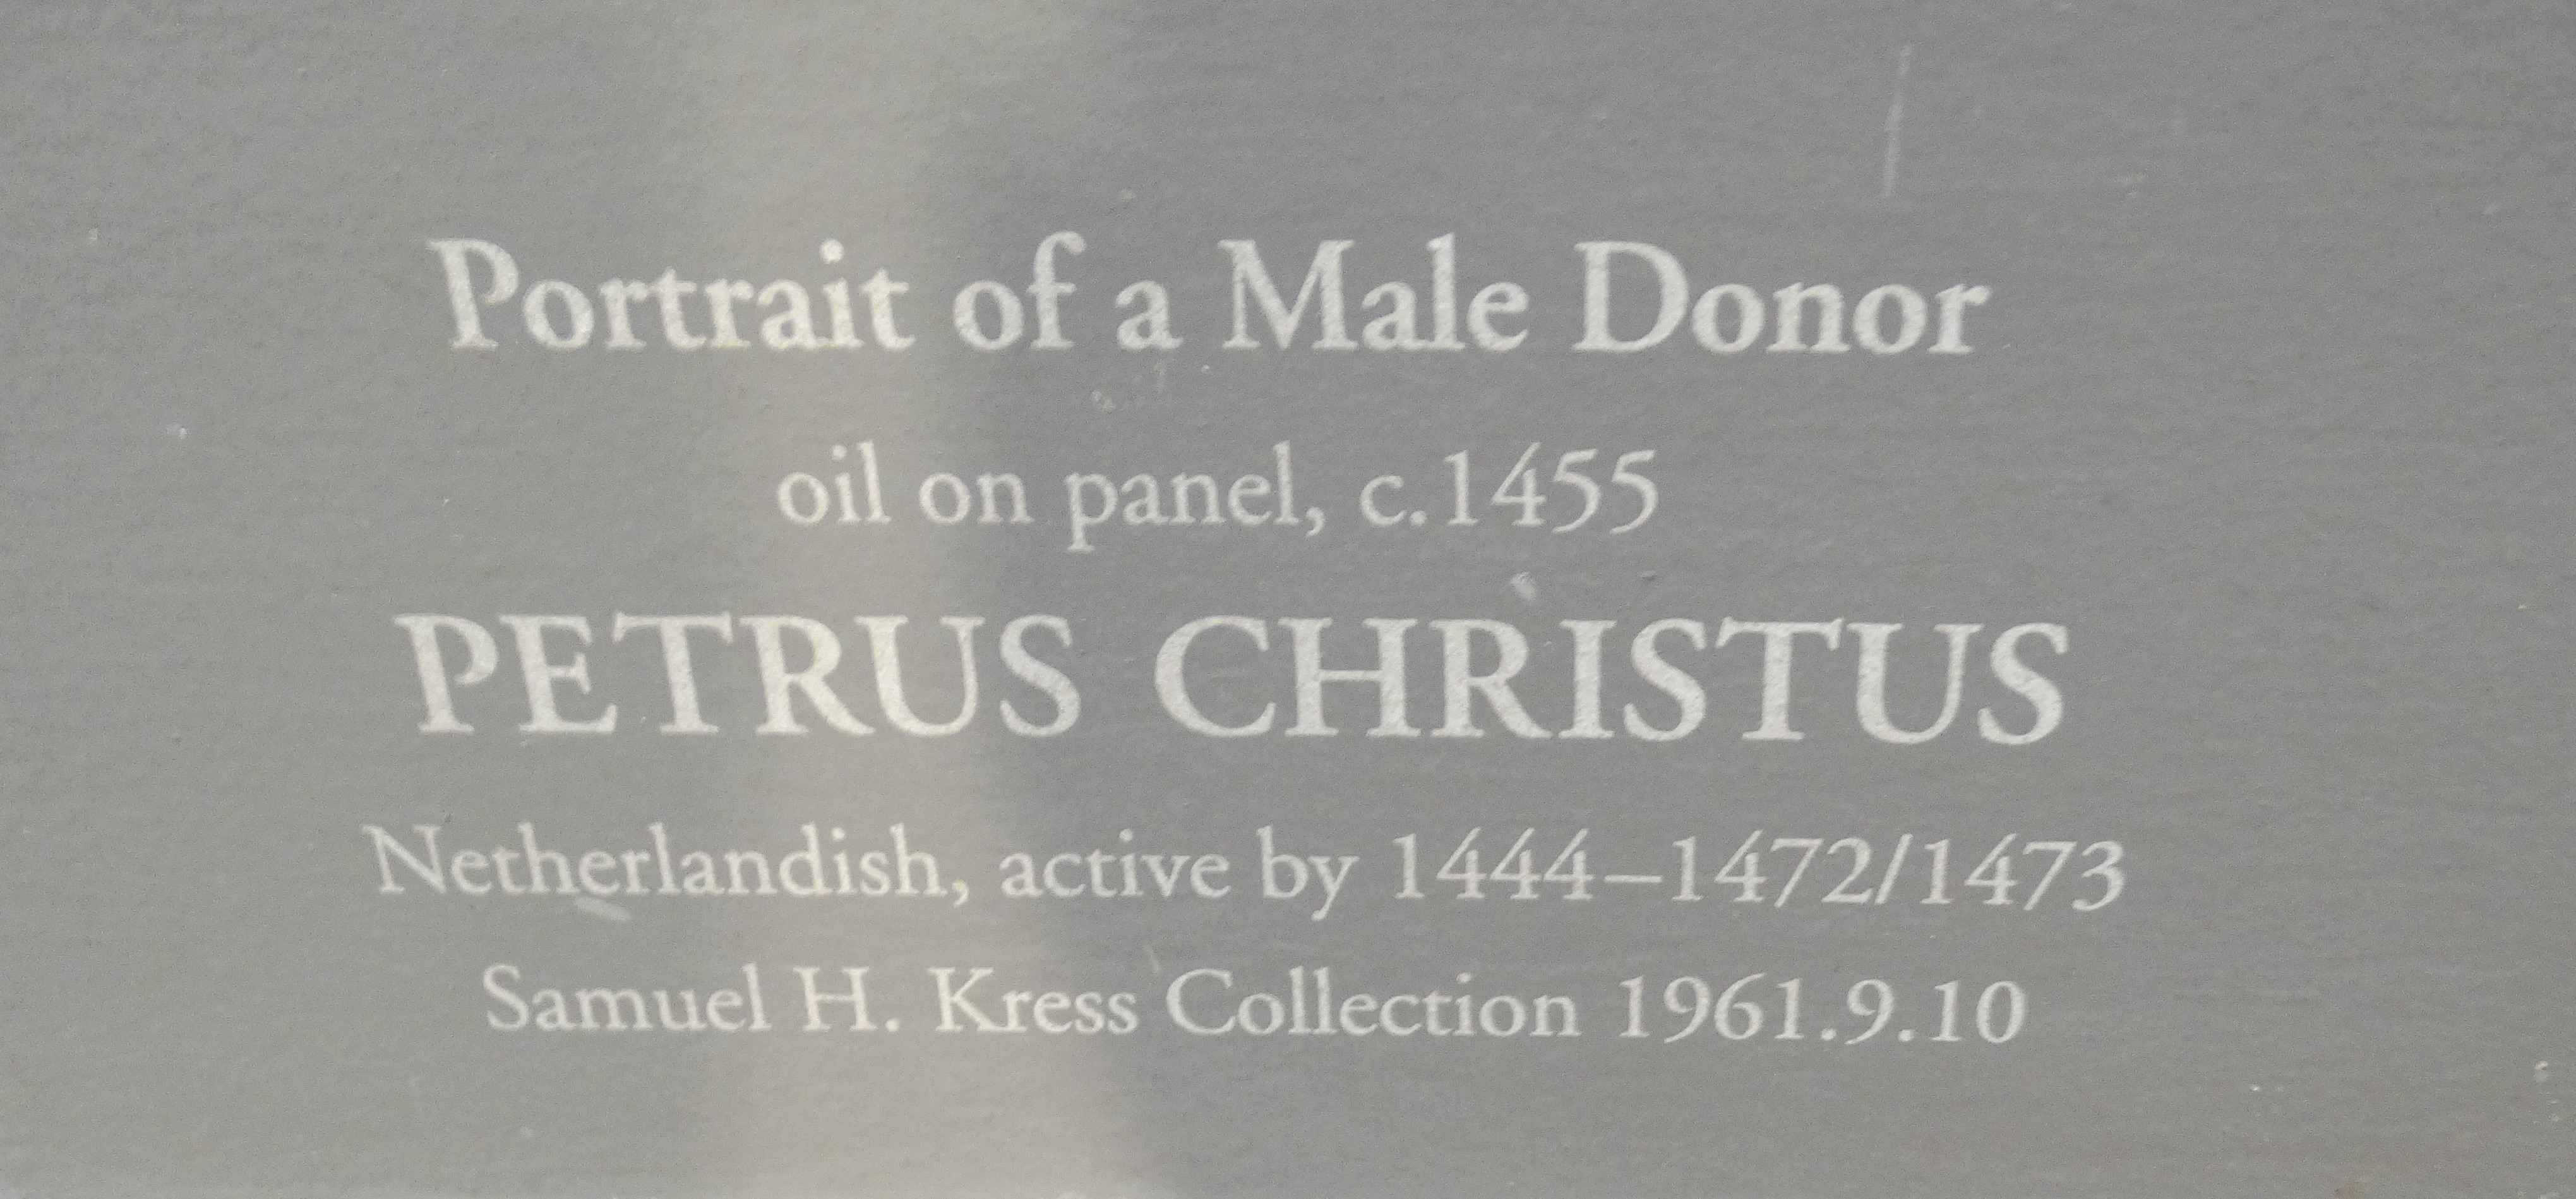 Portrait of a Male Donor
oil on panel, c.1455
PETRUS CHRISTUS
Netherlandish, active by 1444–1472/1473
Samuel H. Kress Collection 1961.9.10